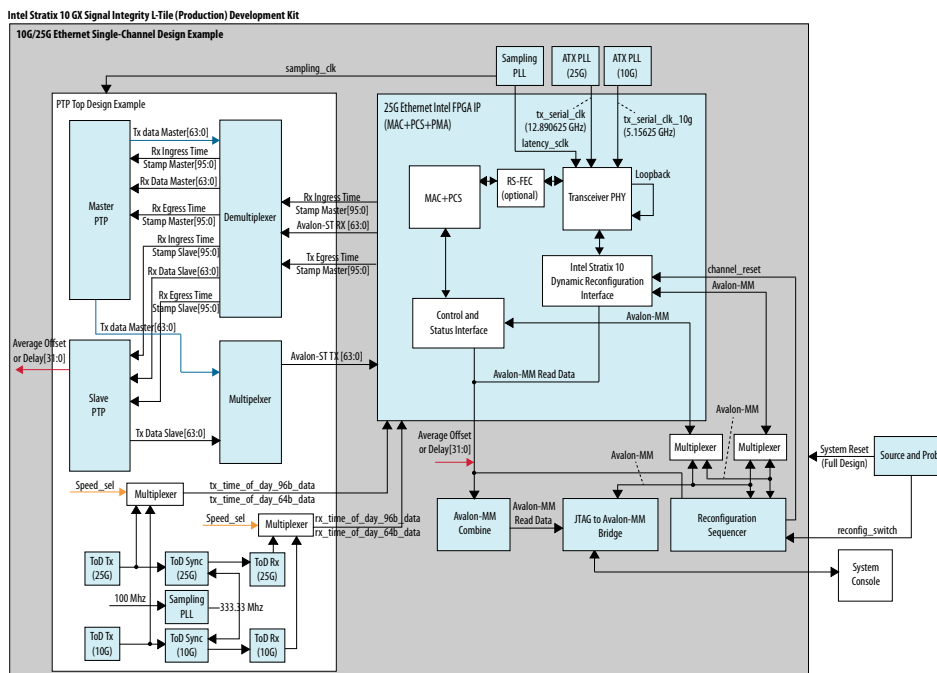 Intel Stratix 10 GX Signal Integrity L-Tile (Production) Development Kit
10G/25G Ethernet Single-Channel Design Example
Sampling
PLL
ATX PLL
(25G)
ATX PLL
(10G)
sampling_clk
PTP Top Design Example
25G Ethernet Intel FPGA IP
(MAC+PCS+PMA)
tx_serial_clk
(12.890625 GHz)
tx_serial_clk_10g
(5.15625 GHz)
latency_sclk
Master
PTP
Tx data Master[63:0]
Rx Ingress Time
Stamp Master[95:0]
Rx Data Master[63:0]
Rx Egress Time
Stamp Master[95:0]
Rx Ingress Time
Stamp Slave[95:0]
Rx Data Slave[63:0]
Rx Egress Time
Stamp Slave[95:0]
Tx data Master[63:0]
Demultiplexer
Rx Ingress Time
Stamp Master[95:0]
Avalon-ST RX [63:0]
Tx Egress Time
Stamp Master[95:0]
MAC+PCS
RS-FEC
(optional)
Transceiver PHY
Loopback
Intel Stratix 10
Dynamic Reconfiguration
Interface
channel_reset
Avalon-MM
Control and
Status Interface
Avalon-MM
Avalon-MM Read Data
Average Offset
or Delay[31:0]
Slave
PTP
Multipelxer
Avalon-ST TX [63:0]
Tx Data Slave[63:0]
Avalon-MM
Multiplexer
Multiplexer
Average Offset
or Delay[31:0]
Avalon-MM
System Reset
(Full Design)
Source and Prob
Speed_sel
Multiplexer
tx_time_of_day_96b_data
tx_time_of_day_64b_data
Speed_sel
Multiplexer
rx_time_of_day_96b_data
rx_time_of_day_64b_data
Avalon-MM
Combine
Avalon-MM
Read Data
JTAG to Avalon-MM
Bridge
Reconfiguration
Sequencer
reconfig_switch
System
Console
ToD Tx
(25G)
ToD Sync
(25G)
ToD Rx
(25G)
100 Mhz
Sampling
PLL
333.33 Mhz
ToD Tx
(10G)
ToD Sync
(10G)
ToD Rx
(10G)